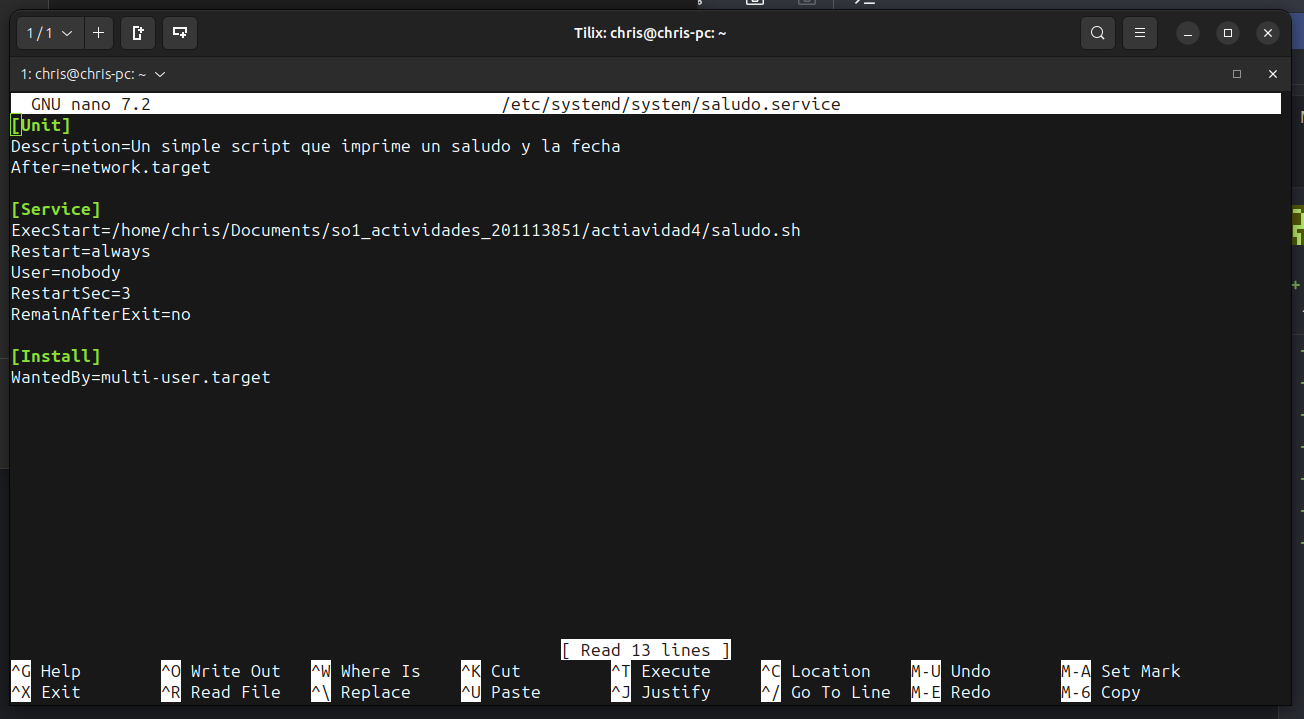 1 / 1
Tilix: chris@chris-pc: ~
1: chris@chris-pc: ~
GNU nano 7.2 /etc/systemd/system/saludo.service
[Unit]
Description=Un simple script que imprime un saludo y la fecha
After=network.target
[Service]
ExecStart=/home/chris/Documents/so1_actividades_201113851/actiavidad4/saludo.sh
Restart=always
User=nobody
RestartSec=3
RemainAfterExit=no
[Install]
WantedBy=multi-user.target
[ Read 13 lines ]
^G Help ^O Write Out ^W Where Is ^K Cut ^T Execute ^C Location M-U Undo M-A Set Mark
^X Exit ^R Read File ^\ Replace ^U Paste ^J Justify ^/ Go To Line M-E Redo M-6 Copy